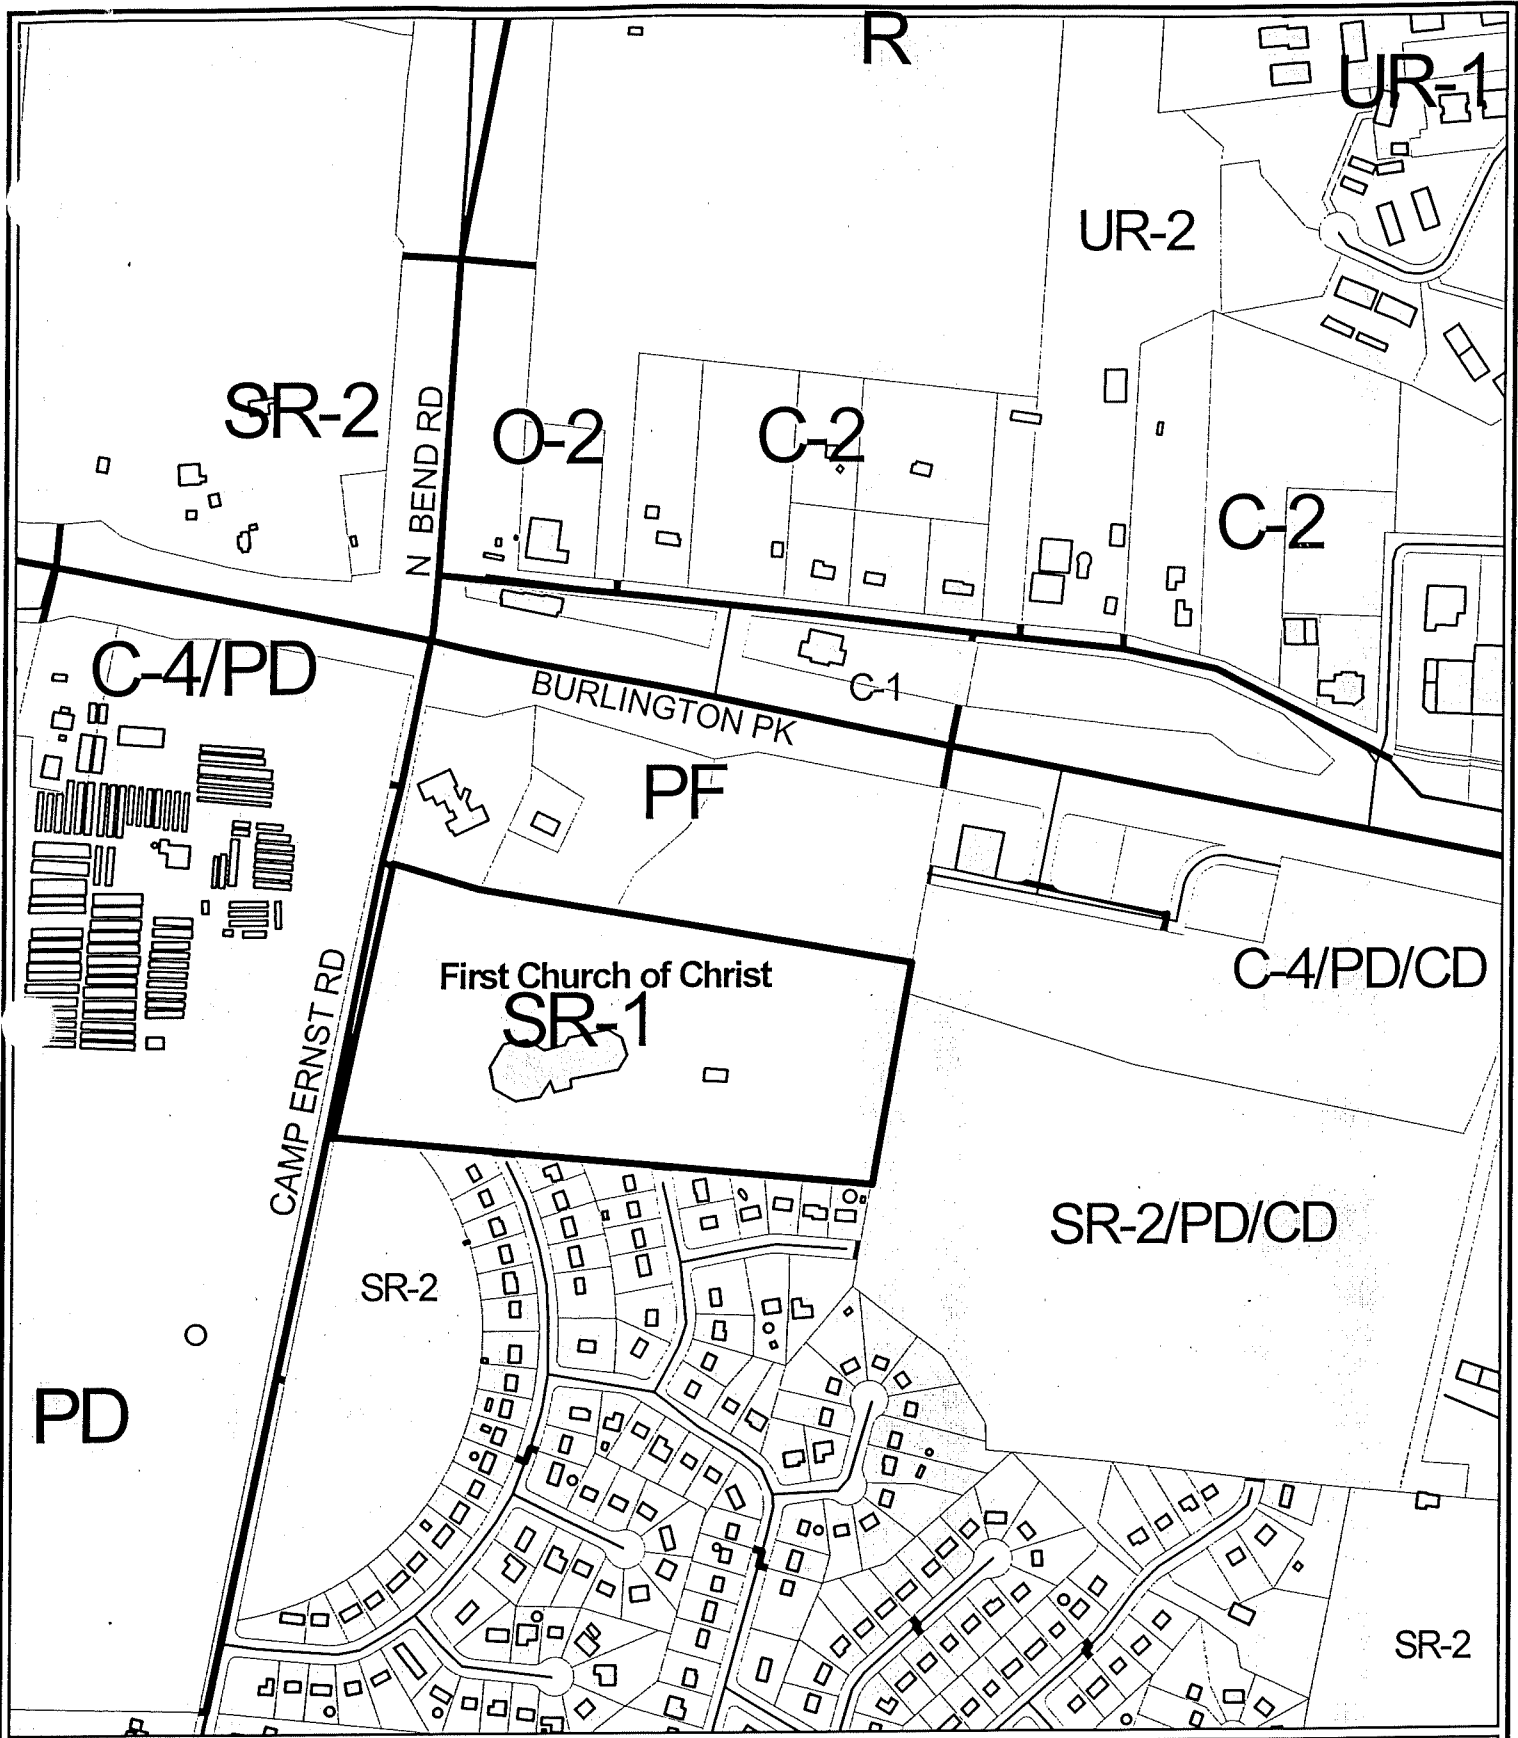 R
UR-1
UR-2
SR-2
N BEND RD
O-2
C-2
C-2
C-4/PD
BURLINGTON PK
C-1
PF
C-4/PD/CD
First Church of Christ
SR-1
CAMP ERNST RD
SR-2/PD/CD
SR-2
PD
SR-2